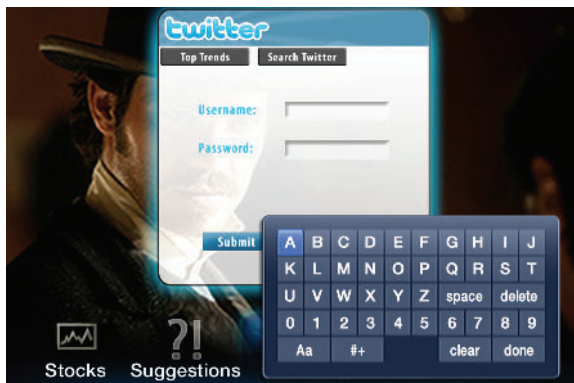 twitter
Top Trends Search Twitter
Username:
Password:
Submit
A B C D E F G H I J
K L M N O P Q R S T
U V W X Y Z space delete
0 1 2 3 4 5 6 7 8 9
Aa #+ clear done
?!
Stocks Suggestions